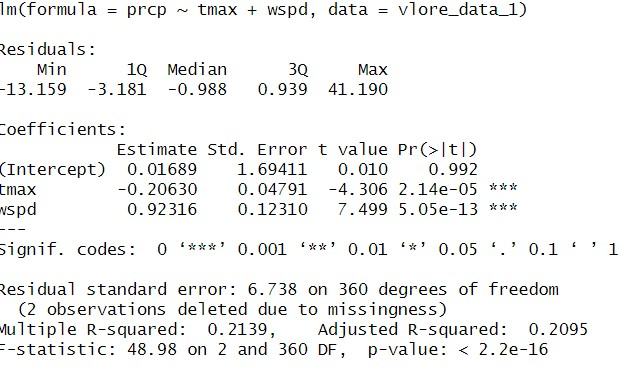 lm(formula = prcp ~ tmax + wspd, data = vlore_data_1)
Residuals:
Min 1Q Median 3Q Max
-13.159 -3.181 -0.988 0.939 41.190
Coefficients:
Estimate Std. Error t value Pr(>|t|)
(Intercept) 0.01689 1.69411 0.010 0.992
tmax -0.20630 0.04791 -4.306 2.14e-05 ***
wspd 0.92316 0.12310 7.499 5.05e-13 ***
---
Signif. codes: 0 ‘***’ 0.001 ‘**’ 0.01 ‘*’ 0.05 ‘.’ 0.1 ‘ ’ 1
Residual standard error: 6.738 on 360 degrees of freedom
(2 observations deleted due to missingness)
Multiple R-squared: 0.2139, Adjusted R-squared: 0.2095
F-statistic: 48.98 on 2 and 360 DF, p-value: < 2.2e-16